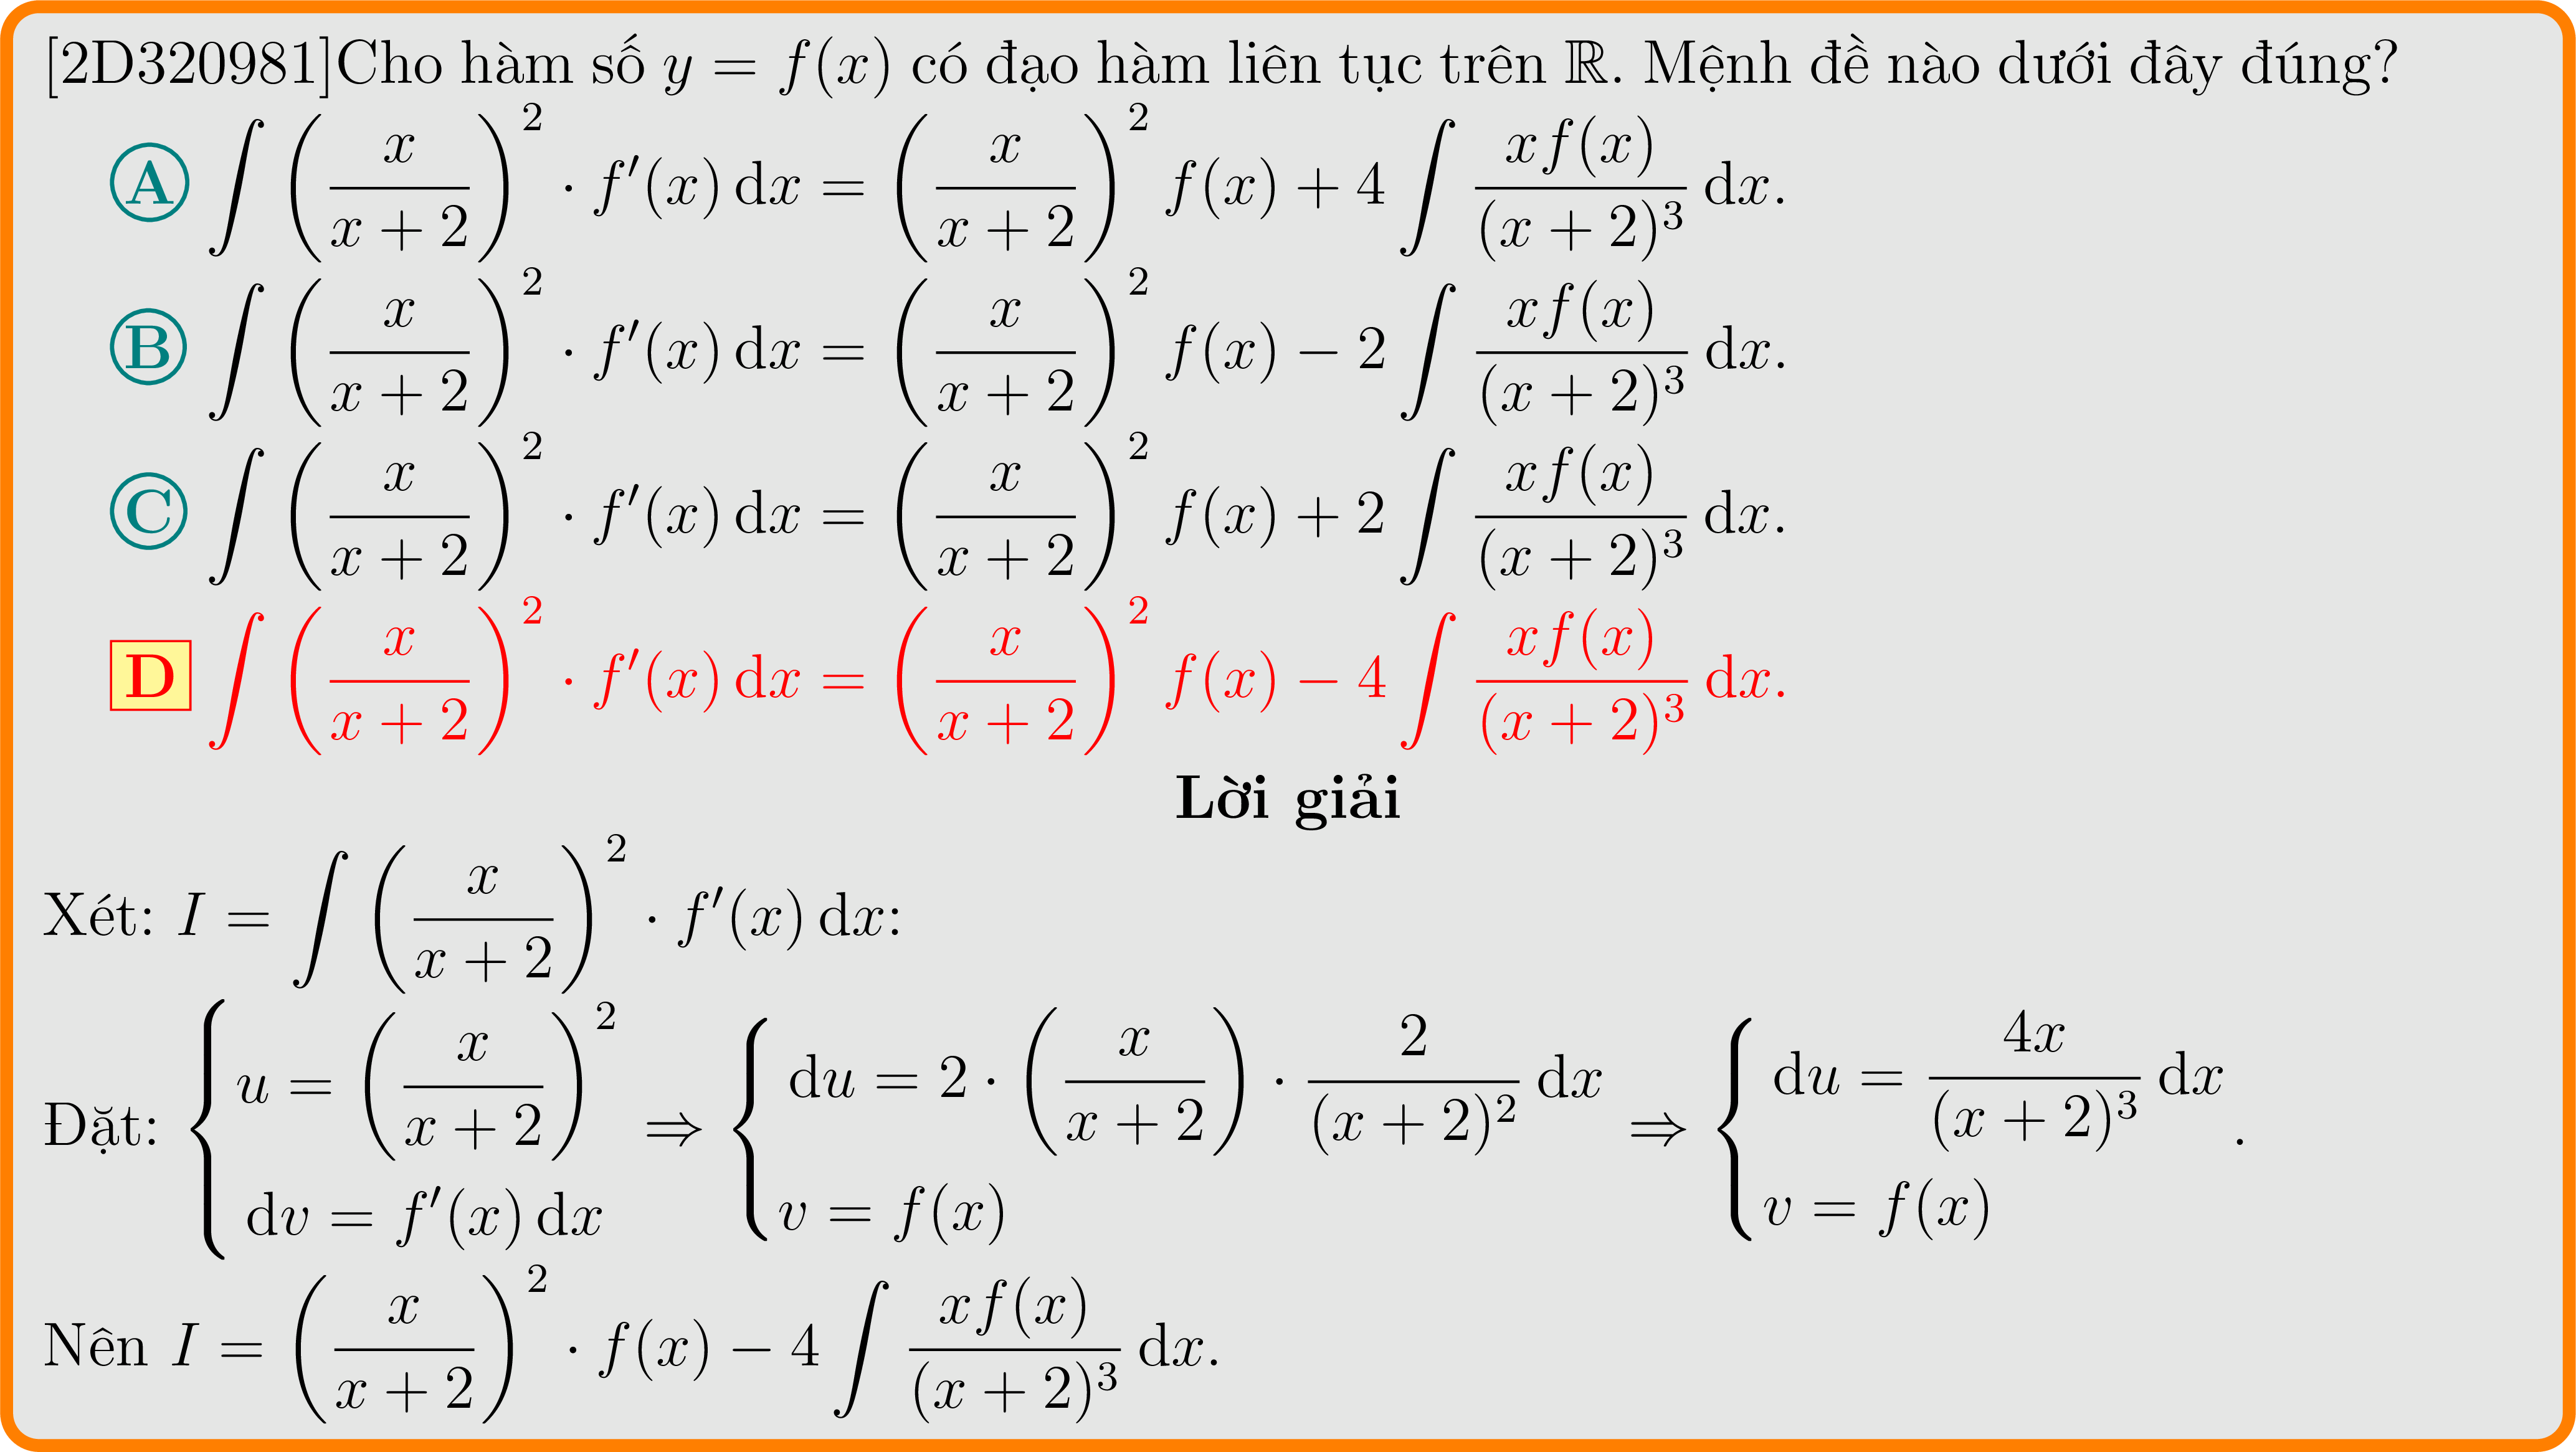 [2D320981]Cho hàm số $y = f(x)$ có đạo hàm liên tục trên $\mathbb{R}$. Mệnh đề nào dưới đây đúng?
Ⓐ $\int \left(\frac{x}{x+2}\right)^2 \cdot f'(x)\,\mathrm{d}x = \left(\frac{x}{x+2}\right)^2 f(x) + 4\int \frac{xf(x)}{(x+2)^3}\,\mathrm{d}x.$
Ⓑ $\int \left(\frac{x}{x+2}\right)^2 \cdot f'(x)\,\mathrm{d}x = \left(\frac{x}{x+2}\right)^2 f(x) - 2\int \frac{xf(x)}{(x+2)^3}\,\mathrm{d}x.$
Ⓒ $\int \left(\frac{x}{x+2}\right)^2 \cdot f'(x)\,\mathrm{d}x = \left(\frac{x}{x+2}\right)^2 f(x) + 2\int \frac{xf(x)}{(x+2)^3}\,\mathrm{d}x.$
D $\int \left(\frac{x}{x+2}\right)^2 \cdot f'(x)\,\mathrm{d}x = \left(\frac{x}{x+2}\right)^2 f(x) - 4\int \frac{xf(x)}{(x+2)^3}\,\mathrm{d}x.$
Lời giải
Xét: $I = \int \left(\frac{x}{x+2}\right)^2 \cdot f'(x)\,\mathrm{d}x$:
Đặt: $\begin{cases} u = \left(\frac{x}{x+2}\right)^2 \\ \mathrm{d}v = f'(x)\,\mathrm{d}x \end{cases} \Rightarrow \begin{cases} \mathrm{d}u = 2 \cdot \left(\frac{x}{x+2}\right) \cdot \frac{2}{(x+2)^2}\,\mathrm{d}x \\ v = f(x) \end{cases} \Rightarrow \begin{cases} \mathrm{d}u = \frac{4x}{(x+2)^3}\,\mathrm{d}x \\ v = f(x) \end{cases}.$
Nên $I = \left(\frac{x}{x+2}\right)^2 \cdot f(x) - 4\int \frac{xf(x)}{(x+2)^3}\,\mathrm{d}x.$